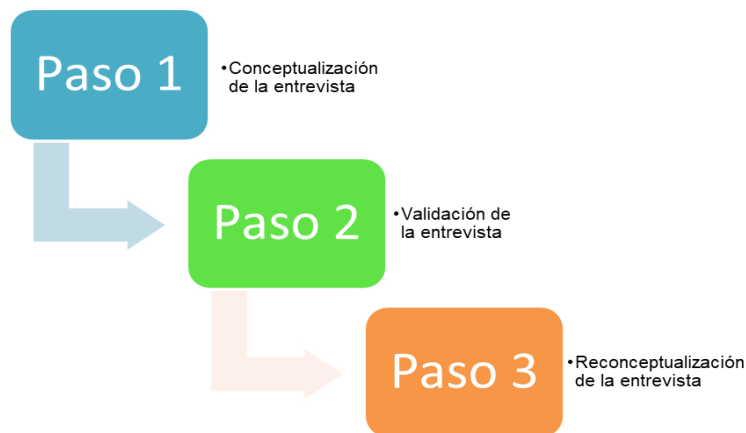 Paso 1
•Conceptualización
de la entrevista
Paso 2
•Validación de
la entrevista
Paso 3
•Reconceptualización
de la entrevista